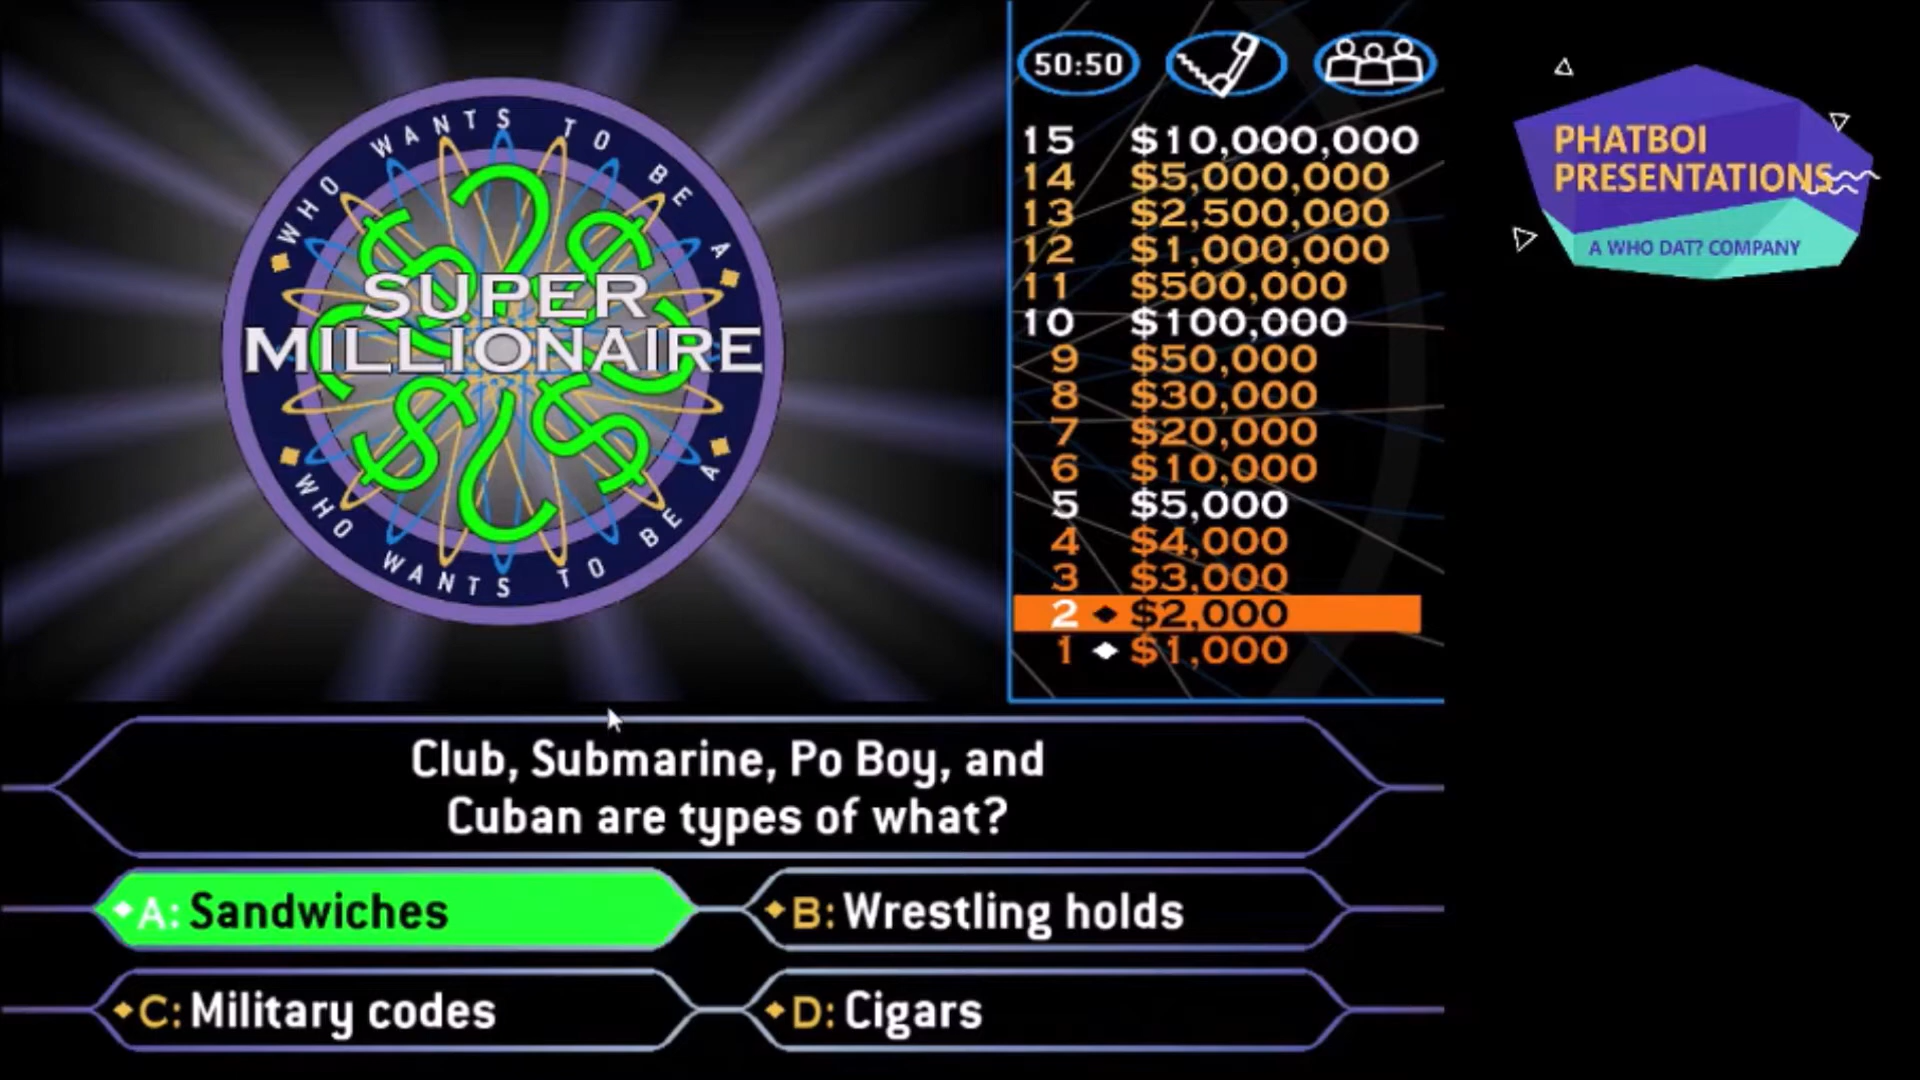 WHO WANTS TO BE A
SUPER
MILLIONAIRE
WHO WANTS TO BE A
50:50
15 $10,000,000
14 $5,000,000
13 $2,500,000
12 $1,000,000
11 $500,000
10 $100,000
9 $50,000
8 $30,000
7 $20,000
6 $10,000
5 $5,000
4 $4,000
3 $3,000
2 $2,000
1 $1,000
PHATBOI
PRESENTATIONS
A WHO DAT? COMPANY
Club, Submarine, Po Boy, and
Cuban are types of what?
A: Sandwiches
B: Wrestling holds
C: Military codes
D: Cigars